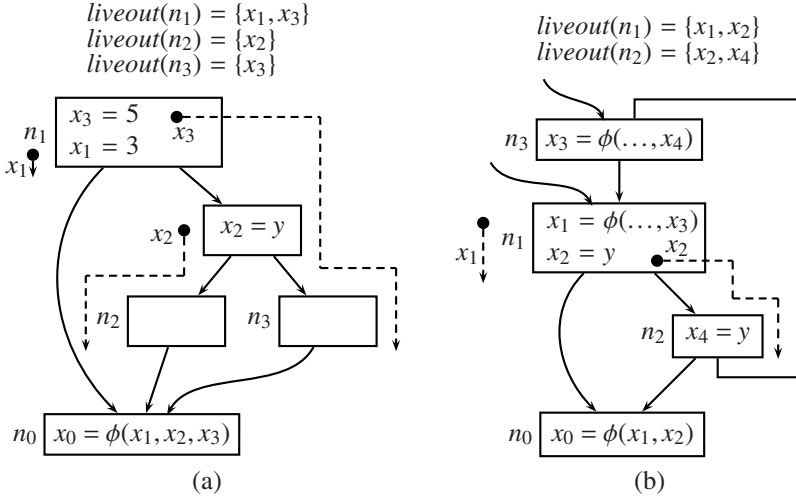 liveout(n₁) = {x₁, x₃}
liveout(n₂) = {x₂}
liveout(n₃) = {x₃}
n₁
x₃ = 5
x₁ = 3
x₃
x₁
x₂
x₂ = y
n₂
n₃
n₀
x₀ = ϕ(x₁, x₂, x₃)
(a)
liveout(n₁) = {x₁, x₂}
liveout(n₂) = {x₂, x₄}
n₃
x₃ = ϕ(..., x₄)
x₁
n₁
x₁ = ϕ(..., x₃)
x₂ = y
x₂
n₂
x₄ = y
n₀
x₀ = ϕ(x₁, x₂)
(b)